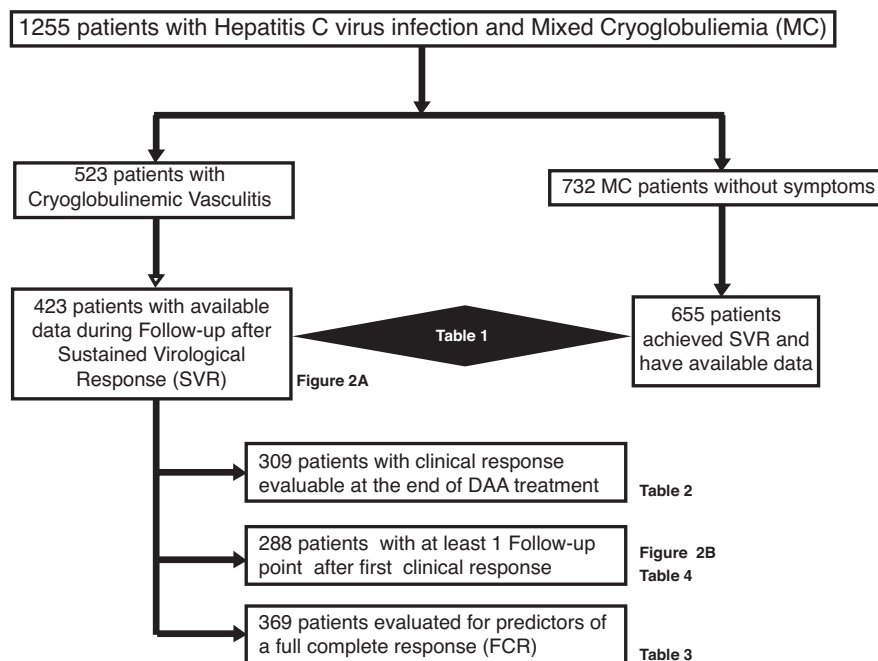 1255 patients with Hepatitis C virus infection and Mixed Cryoglobuliemia (MC)
523 patients with
Cryoglobulinemic Vasculitis
732 MC patients without symptoms
423 patients with available
data during Follow-up after
Sustained Virological
Response (SVR)
Figure 2A
Table 1
655 patients
achieved SVR and
have available data
309 patients with clinical response
evaluable at the end of DAA treatment
Table 2
288 patients with at least 1 Follow-up
point after first clinical response
Figure 2B
Table 4
369 patients evaluated for predictors of
a full complete response (FCR)
Table 3